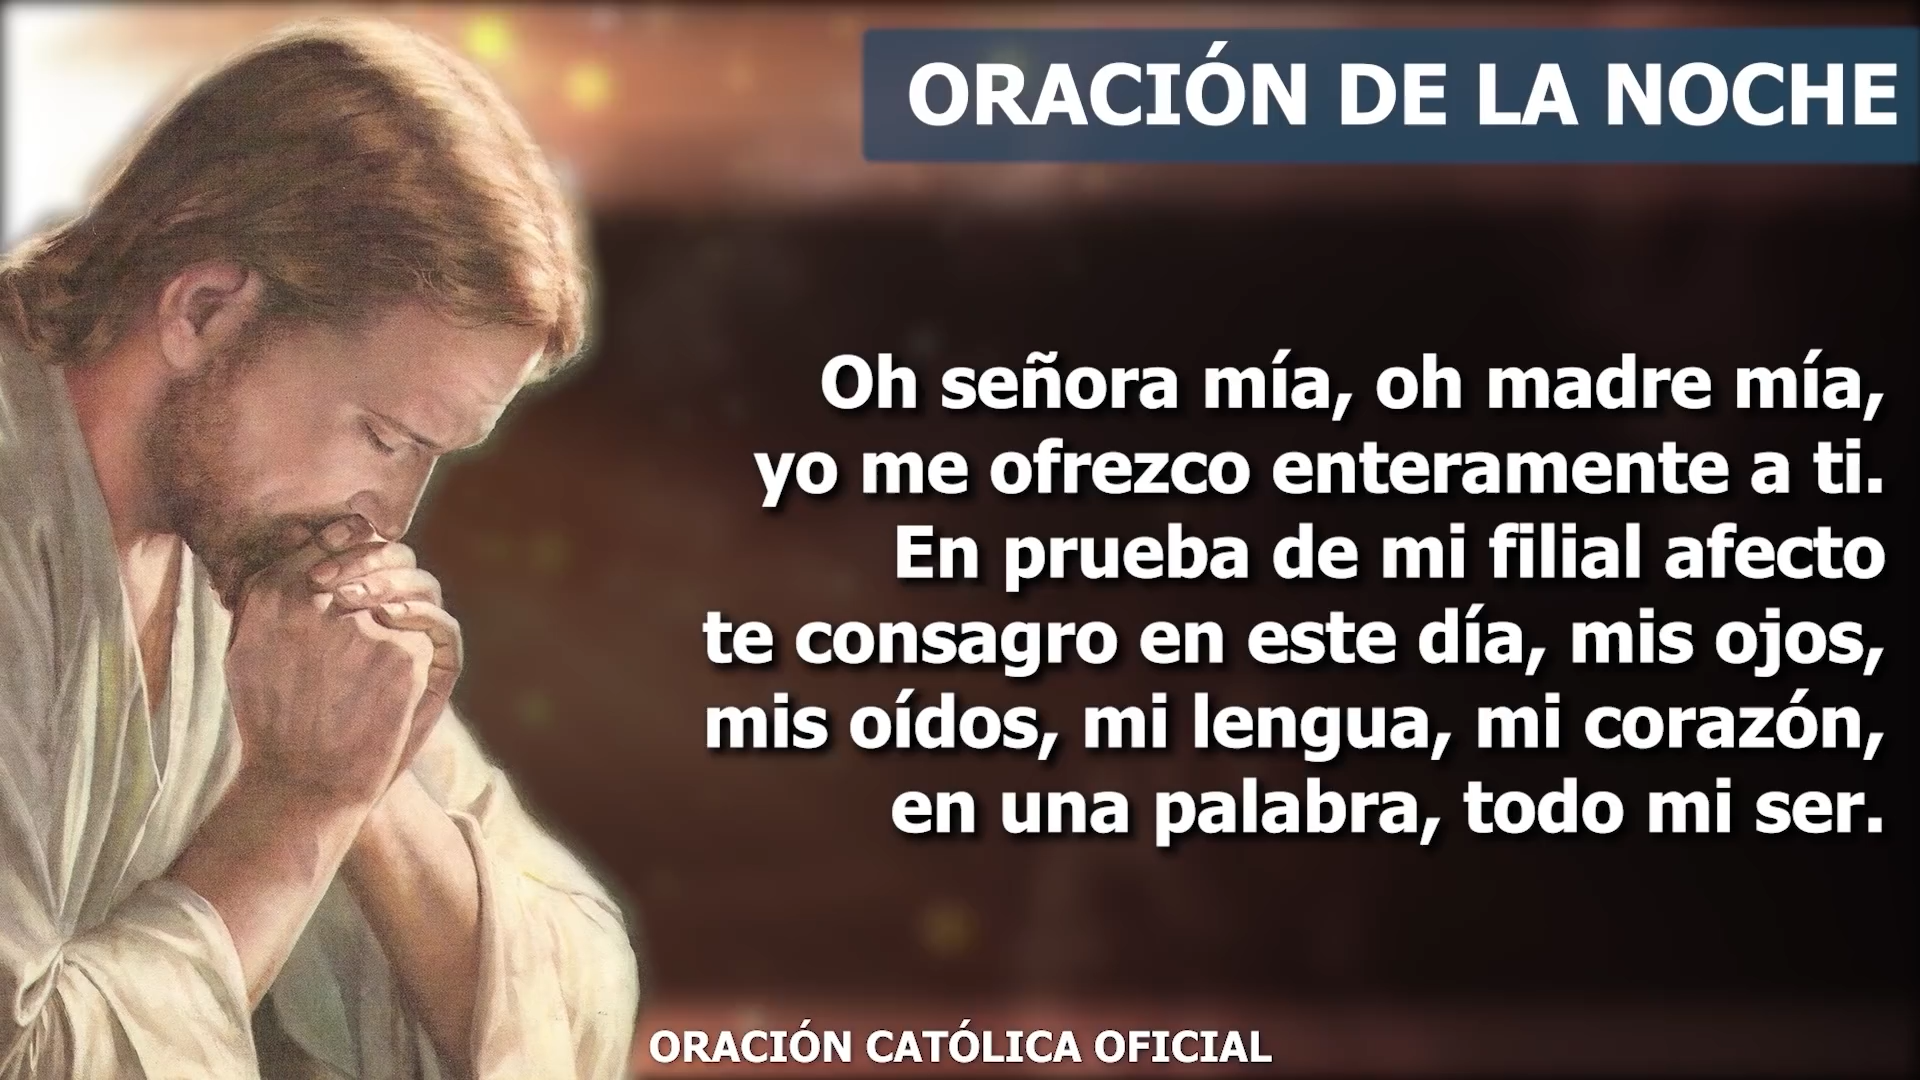 ORACIÓN DE LA NOCHE
Oh señora mía, oh madre mía,
yo me ofrezco enteramente a ti.
En prueba de mi filial afecto
te consagro en este día, mis ojos,
mis oídos, mi lengua, mi corazón,
en una palabra, todo mi ser.
ORACIÓN CATÓLICA OFICIAL